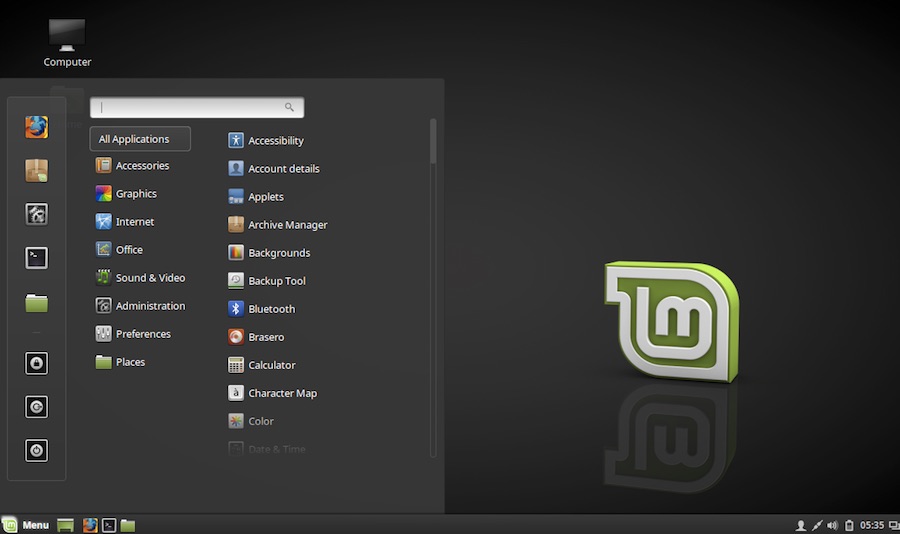 Computer
All Applications
Accessories
Graphics
Internet
Office
Sound & Video
Administration
Preferences
Places
Accessibility
Account details
Applets
Archive Manager
Backgrounds
Backup Tool
Bluetooth
Brasero
Calculator
Character Map
Color
Date & Time
lm
Menu
05:35